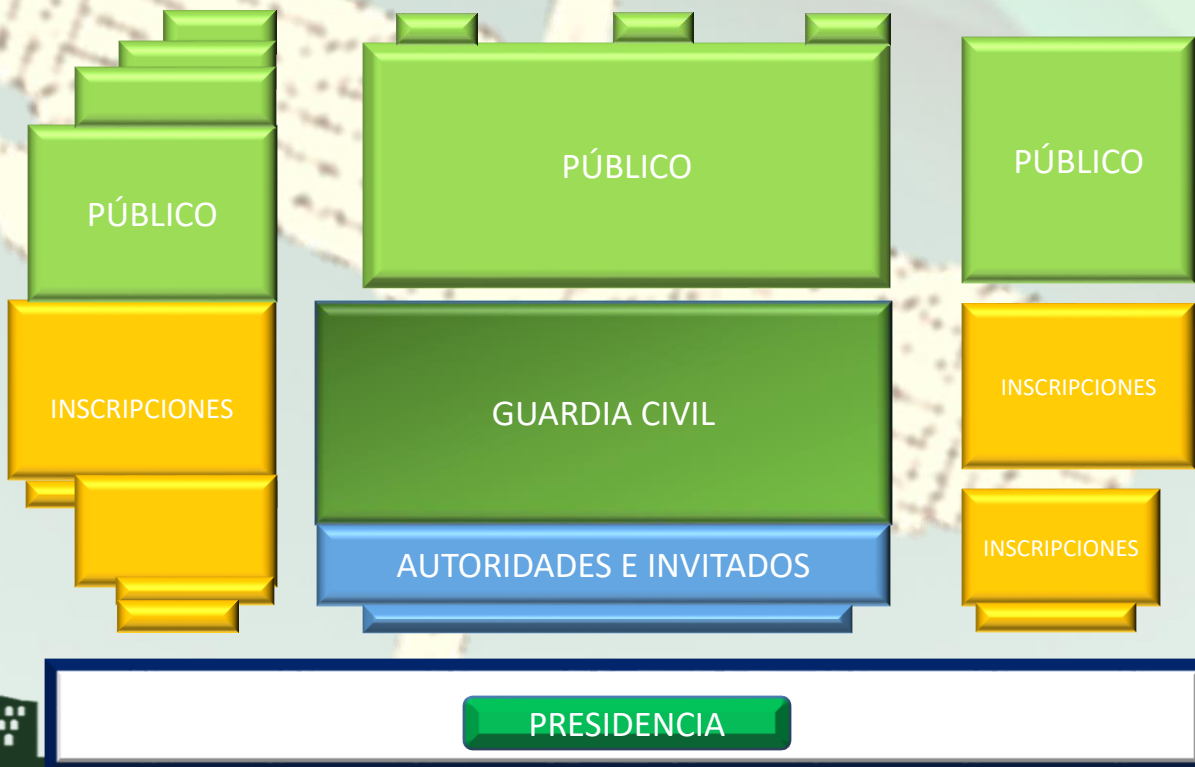 PÚBLICO
PÚBLICO
PÚBLICO
INSCRIPCIONES
GUARDIA CIVIL
INSCRIPCIONES
INSCRIPCIONES
AUTORIDADES E INVITADOS
PRESIDENCIA